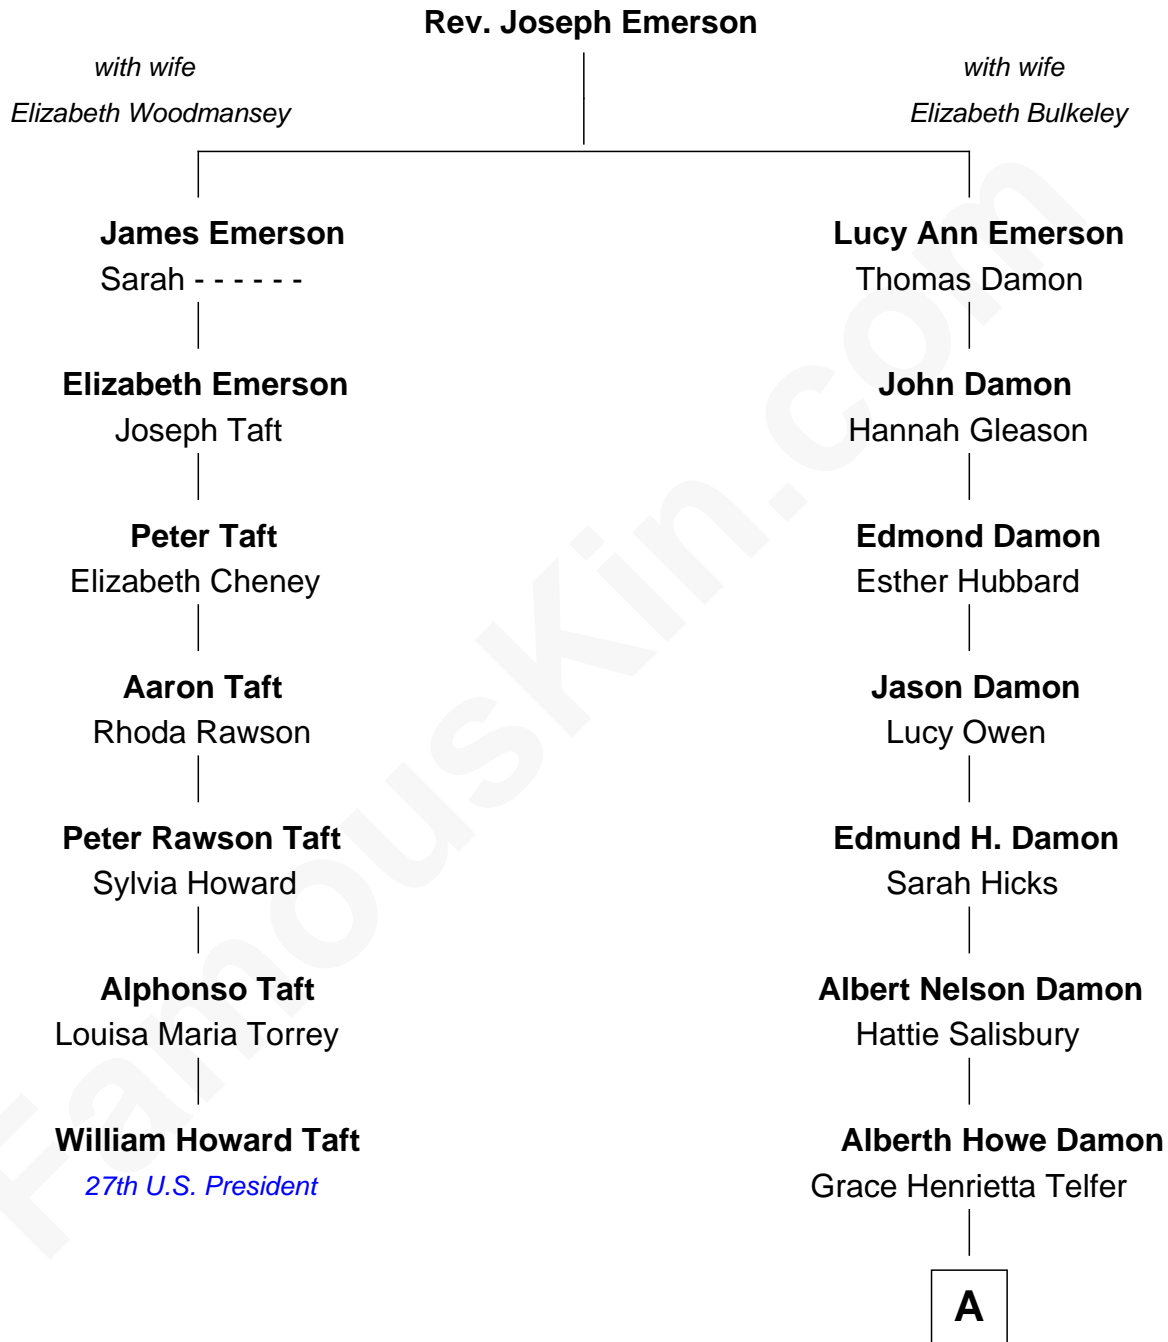 Rev. Joseph Emerson
with wife
Elizabeth Woodmansey
with wife
Elizabeth Bulkeley
James Emerson
Sarah - - - - - -
Lucy Ann Emerson
Thomas Damon
Elizabeth Emerson
Joseph Taft
John Damon
Hannah Gleason
Peter Taft
Elizabeth Cheney
Edmond Damon
Esther Hubbard
Aaron Taft
Rhoda Rawson
Jason Damon
Lucy Owen
Peter Rawson Taft
Sylvia Howard
Edmund H. Damon
Sarah Hicks
Alphonso Taft
Louisa Maria Torrey
Albert Nelson Damon
Hattie Salisbury
William Howard Taft
27th U.S. President
Alberth Howe Damon
Grace Henrietta Telfer
A
FamousKin.com